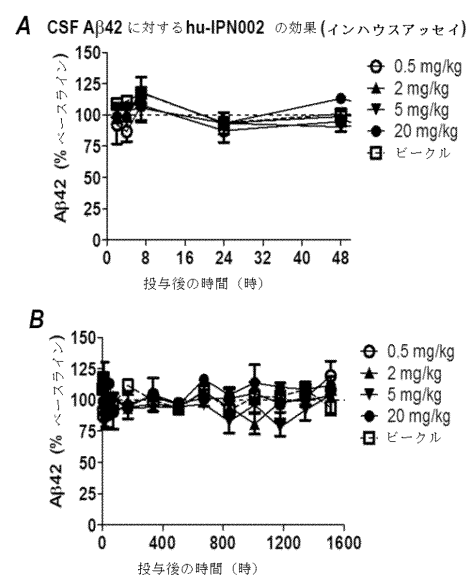 A CSF Aβ42 に対するhu-IPN002 の効果 (インハウスアッセイ)
Aβ42 (% ベースライン)
150
125
100
75
50
25
0
0 8 16 24 32 40 48
投与後の時間 (時)
0.5 mg/kg
2 mg/kg
5 mg/kg
20 mg/kg
ビークル
B
Aβ42 (% ベースライン)
150
125
100
75
50
25
0
0 400 800 1200 1600
投与後の時間 (時)
0.5 mg/kg
2 mg/kg
5 mg/kg
20 mg/kg
ビークル